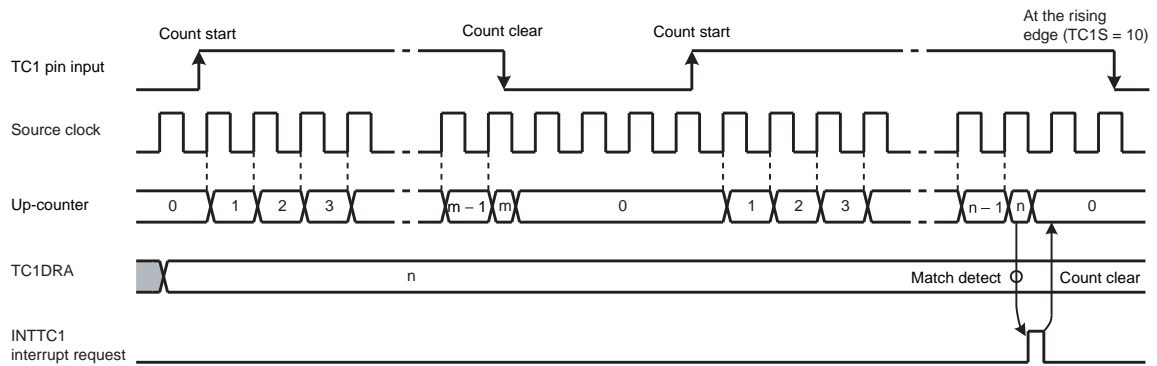 At the rising
edge (TC1S = 10)
Count start
Count clear
Count start
TC1 pin input
Source clock
Up-counter
0 1 2 3 m – 1 m 0 1 2 3 n – 1 n 0
TC1DRA
n
Match detect
Count clear
INTTC1
interrupt request